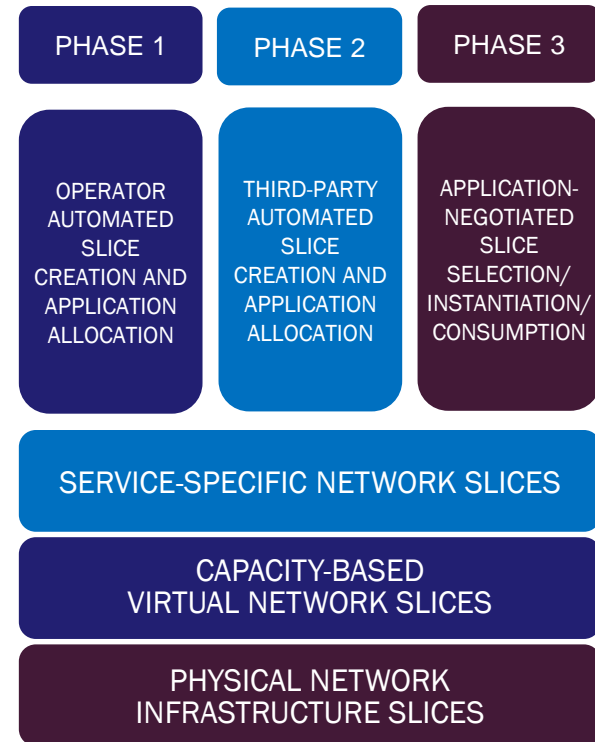 PHASE 1
PHASE 2
PHASE 3
OPERATOR
AUTOMATED
SLICE
CREATION AND
APPLICATION
ALLOCATION
THIRD-PARTY
AUTOMATED
SLICE
CREATION AND
APPLICATION
ALLOCATION
APPLICATION-
NEGOTIATED
SLICE
SELECTION/
INSTANTIATION/
CONSUMPTION
SERVICE-SPECIFIC NETWORK SLICES
CAPACITY-BASED
VIRTUAL NETWORK SLICES
PHYSICAL NETWORK
INFRASTRUCTURE SLICES